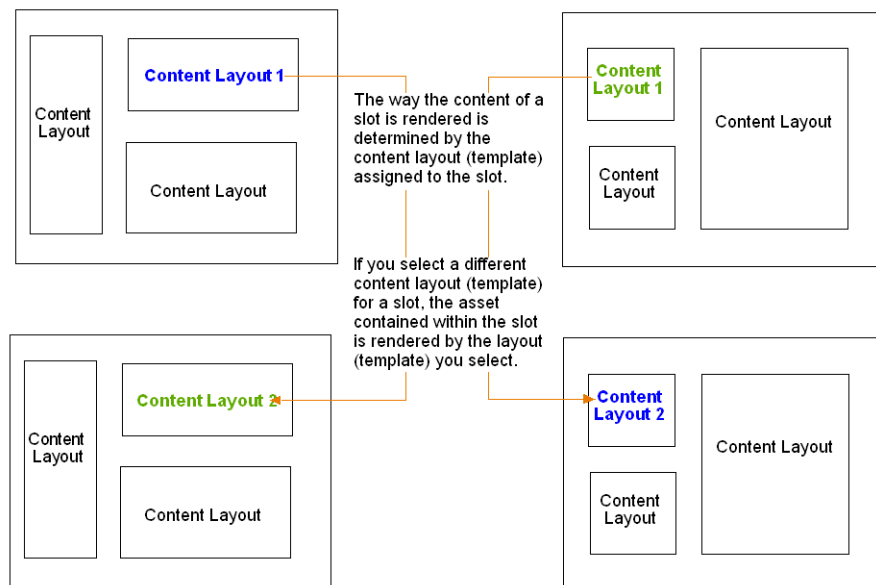 Content Layout 1
Content
Layout
Content Layout
The way the content of a
slot is rendered is
determined by the
content layout (template)
assigned to the slot.
Content
Layout 1
Content Layout
Content
Layout
If you select a different
content layout (template)
for a slot, the asset
contained within the slot
is rendered by the layout
(template) you select.
Content Layout 2
Content
Layout
Content Layout
Content
Layout 2
Content Layout
Content
Layout